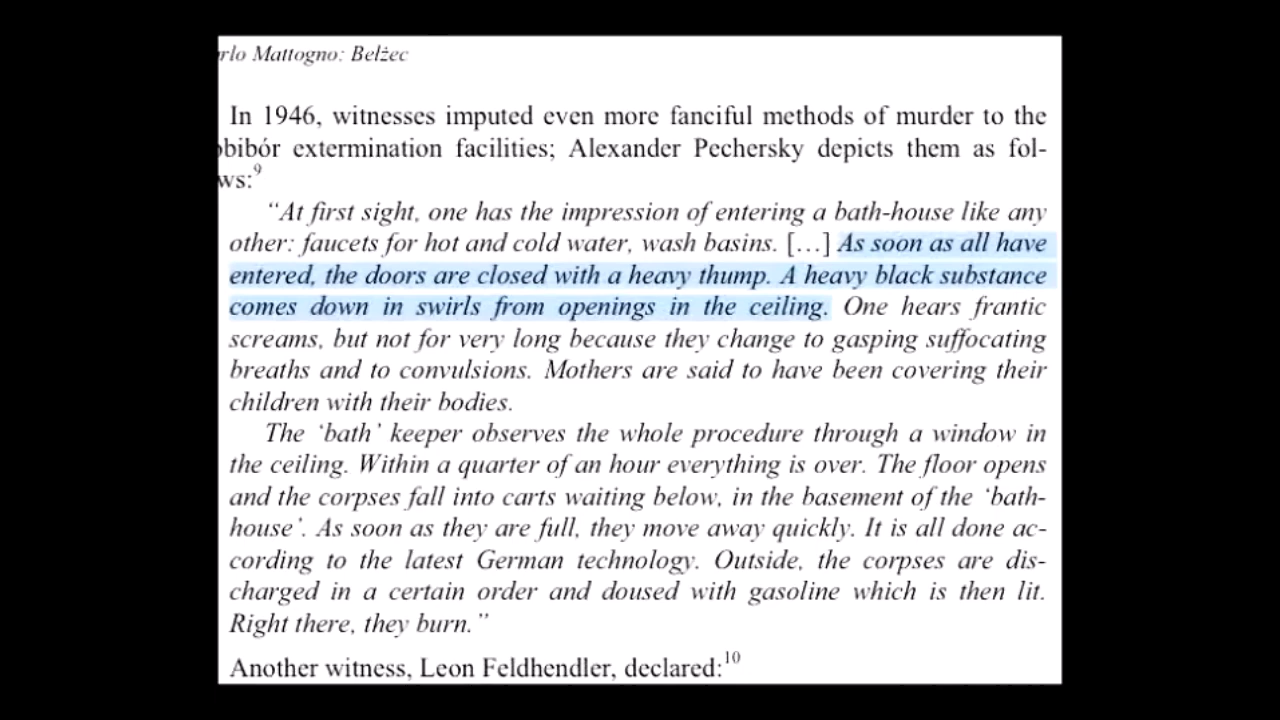 rlo Mattogno: Belżec
In 1946, witnesses imputed even more fanciful methods of murder to the
obibór extermination facilities; Alexander Pechersky depicts them as fol-
ws:9
“At first sight, one has the impression of entering a bath-house like any
other: faucets for hot and cold water, wash basins. […] As soon as all have
entered, the doors are closed with a heavy thump. A heavy black substance
comes down in swirls from openings in the ceiling. One hears frantic
screams, but not for very long because they change to gasping suffocating
breaths and to convulsions. Mothers are said to have been covering their
children with their bodies.
The ‘bath’ keeper observes the whole procedure through a window in
the ceiling. Within a quarter of an hour everything is over. The floor opens
and the corpses fall into carts waiting below, in the basement of the ‘bath-
house’. As soon as they are full, they move away quickly. It is all done ac-
cording to the latest German technology. Outside, the corpses are dis-
charged in a certain order and doused with gasoline which is then lit.
Right there, they burn.”
Another witness, Leon Feldhendler, declared:10